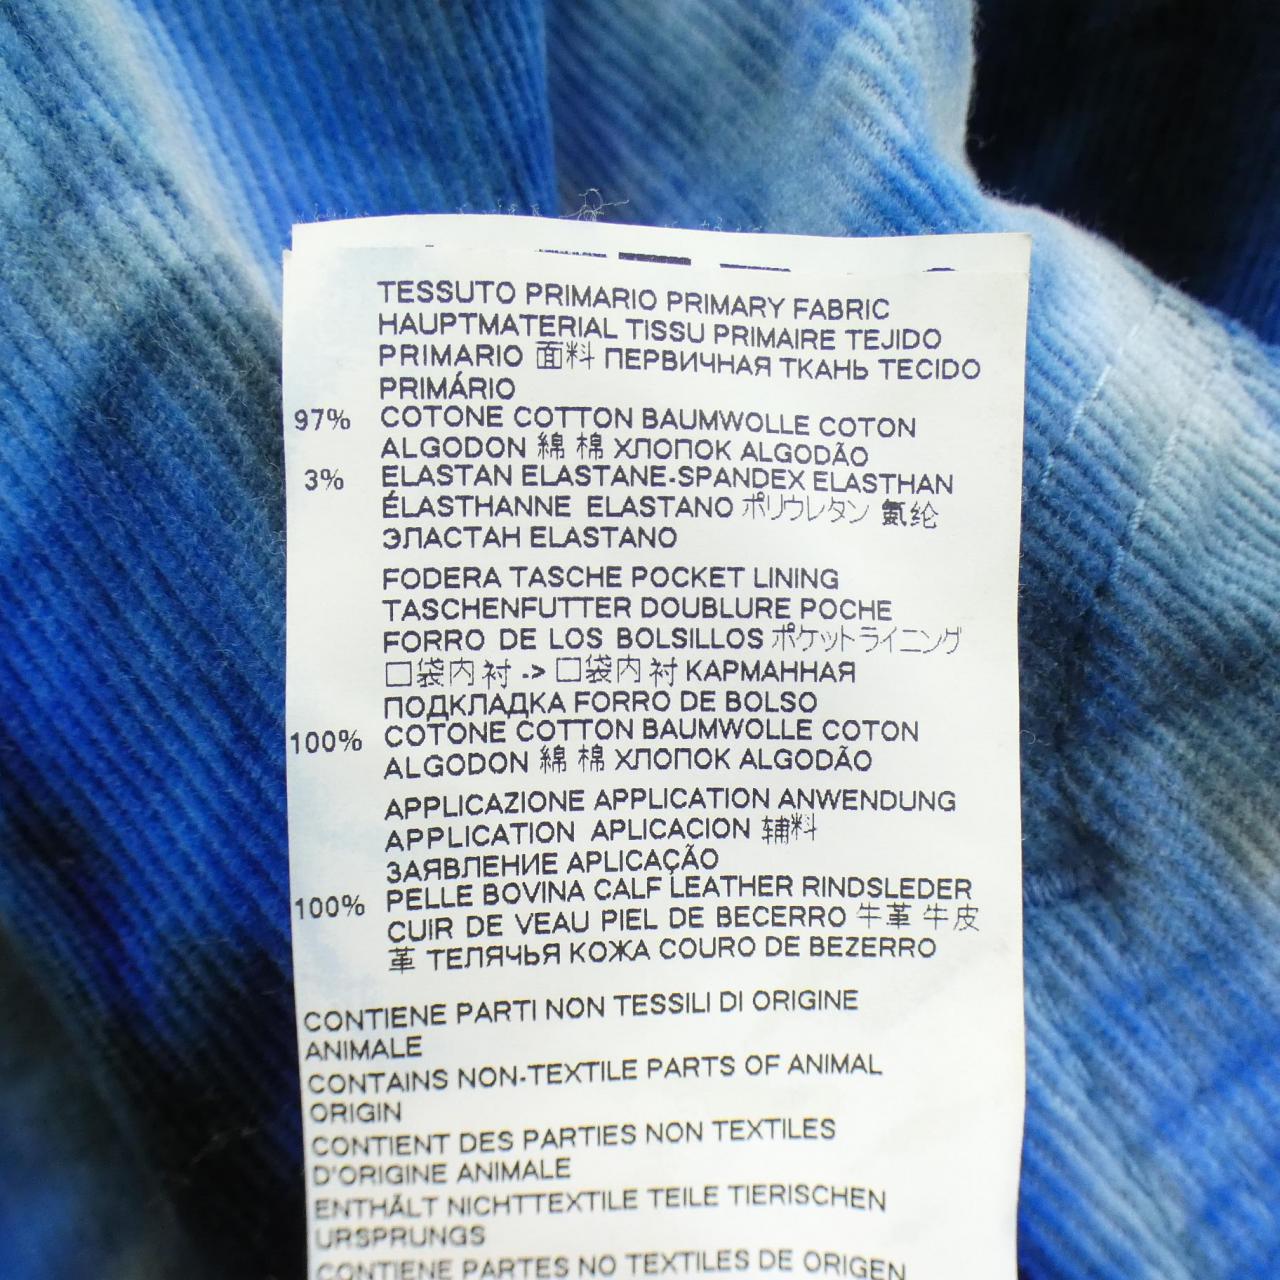 TESSUTO PRIMARIO PRIMARY FABRIC
HAUPTMATERIAL TISSU PRIMAIRE TEJIDO
PRIMARIO 面料 ПЕРВИЧНАЯ ТКАНЬ TECIDO
PRIMÁRIO
97% COTONE COTTON BAUMWOLLE COTON
ALGODON 綿 棉 ХЛОПОК ALGODÃO
3% ELASTAN ELASTANE-SPANDEX ELASTHAN
ÉLASTHANNE ELASTANO ポリウレタン 氨纶
ЭЛАСТАН ELASTANO
FODERA TASCHE POCKET LINING
TASCHENFUTTER DOUBLURE POCHE
FORRO DE LOS BOLSILLOS ポケットライニング
口袋内衬 -> 口袋内衬 КАРМАННАЯ
ПОДКЛАДКА FORRO DE BOLSO
100% COTONE COTTON BAUMWOLLE COTON
ALGODON 綿 棉 ХЛОПОК ALGODÃO
APPLICAZIONE APPLICATION ANWENDUNG
APPLICATION APLICACION 辅料
ЗАЯВЛЕНИЕ APLICAÇÃO
100% PELLE BOVINA CALF LEATHER RINDSLEDER
CUIR DE VEAU PIEL DE BECERRO 牛革 牛皮
革 ТЕЛЯЧЬЯ КОЖА COURO DE BEZERRO
CONTIENE PARTI NON TESSILI DI ORIGINE
ANIMALE
CONTAINS NON-TEXTILE PARTS OF ANIMAL
ORIGIN
CONTIENT DES PARTIES NON TEXTILES
D'ORIGINE ANIMALE
ENTHÄLT NICHTTEXTILE TEILE TIERISCHEN
URSPRUNGS
CONTIENE PARTES NO TEXTILES DE ORIGEN